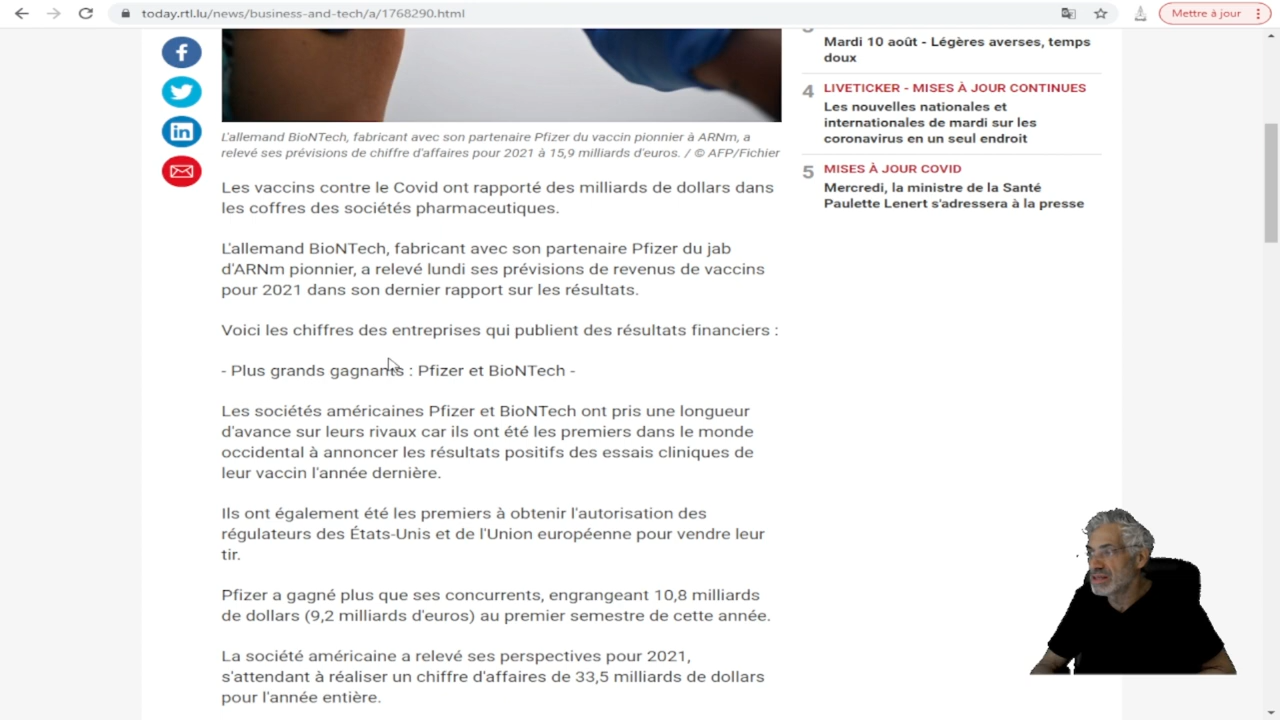 today.rtl.lu/news/business-and-tech/a/1768290.html
Mettre à jour
L'allemand BioNTech, fabricant avec son partenaire Pfizer du vaccin pionnier à ARNm, a
relevé ses prévisions de chiffre d'affaires pour 2021 à 15,9 milliards d'euros. / © AFP/Fichier
Les vaccins contre le Covid ont rapporté des milliards de dollars dans
les coffres des sociétés pharmaceutiques.
L'allemand BioNTech, fabricant avec son partenaire Pfizer du jab
d'ARNm pionnier, a relevé lundi ses prévisions de revenus de vaccins
pour 2021 dans son dernier rapport sur les résultats.
Voici les chiffres des entreprises qui publient des résultats financiers :
- Plus grands gagnants : Pfizer et BioNTech -
Les sociétés américaines Pfizer et BioNTech ont pris une longueur
d'avance sur leurs rivaux car ils ont été les premiers dans le monde
occidental à annoncer les résultats positifs des essais cliniques de
leur vaccin l'année dernière.
Ils ont également été les premiers à obtenir l'autorisation des
régulateurs des États-Unis et de l'Union européenne pour vendre leur
tir.
Pfizer a gagné plus que ses concurrents, engrangeant 10,8 milliards
de dollars (9,2 milliards d'euros) au premier semestre de cette année.
La société américaine a relevé ses perspectives pour 2021,
s'attendant à réaliser un chiffre d'affaires de 33,5 milliards de dollars
pour l'année entière.
Mardi 10 août - Légères averses, temps
doux
4 LIVETICKER - MISES À JOUR CONTINUES
Les nouvelles nationales et
internationales de mardi sur les
coronavirus en un seul endroit
5 MISES À JOUR COVID
Mercredi, la ministre de la Santé
Paulette Lenert s'adressera à la presse